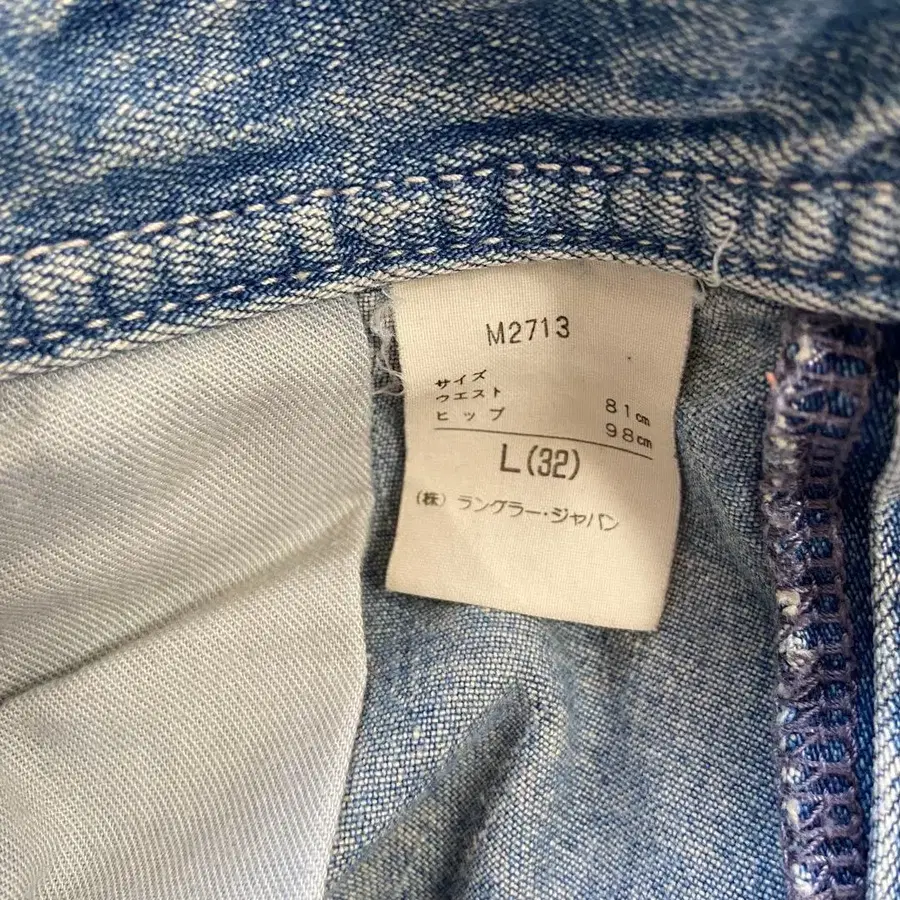 M2713
サイズ
ウエスト 81㎝
ヒップ 98㎝
L(32)
(株) ラングラー・ジャパン